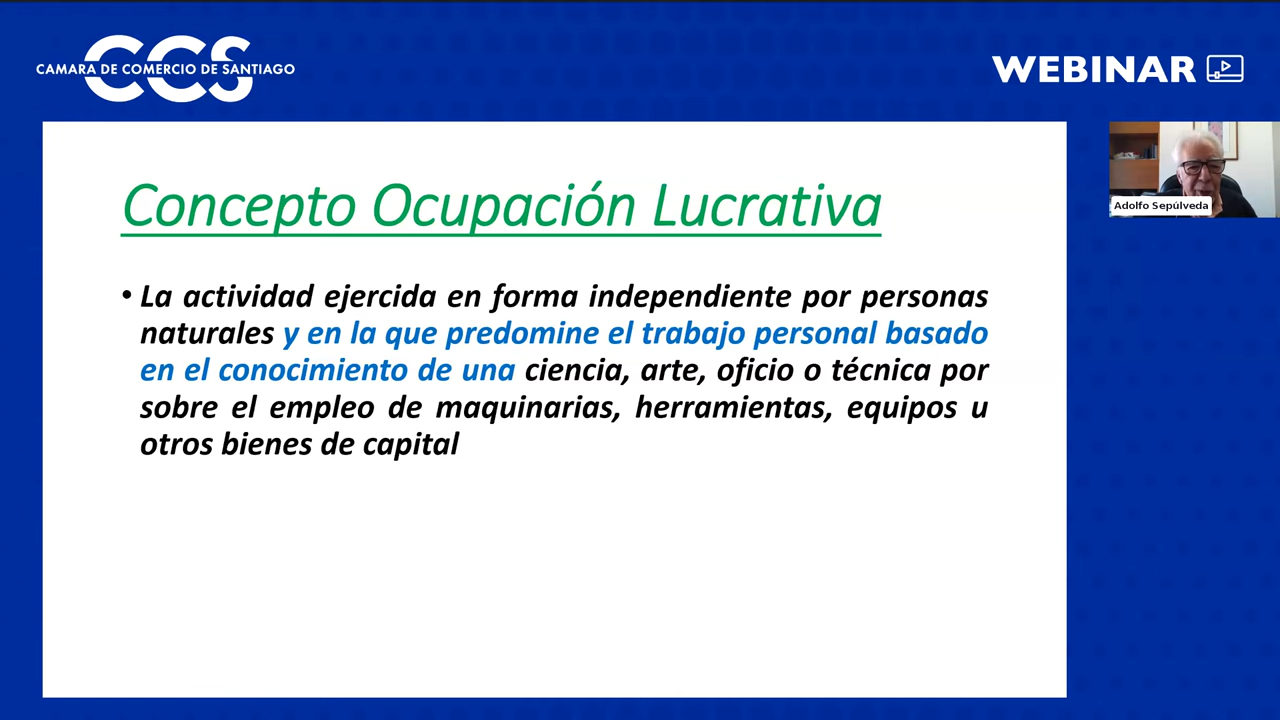 CCS
CAMARA DE COMERCIO DE SANTIAGO
WEBINAR
Concepto Ocupación Lucrativa
• La actividad ejercida en forma independiente por personas
naturales y en la que predomine el trabajo personal basado
en el conocimiento de una ciencia, arte, oficio o técnica por
sobre el empleo de maquinarias, herramientas, equipos u
otros bienes de capital
Adolfo Sepúlveda